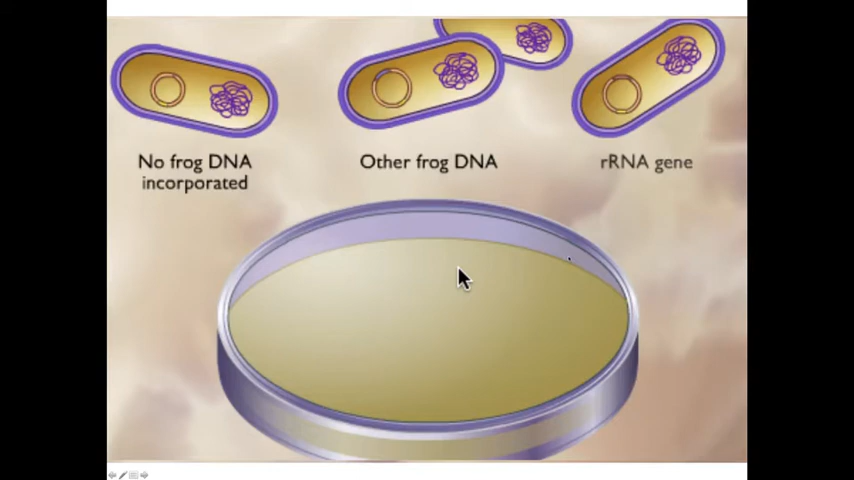 No frog DNA
incorporated
Other frog DNA
rRNA gene